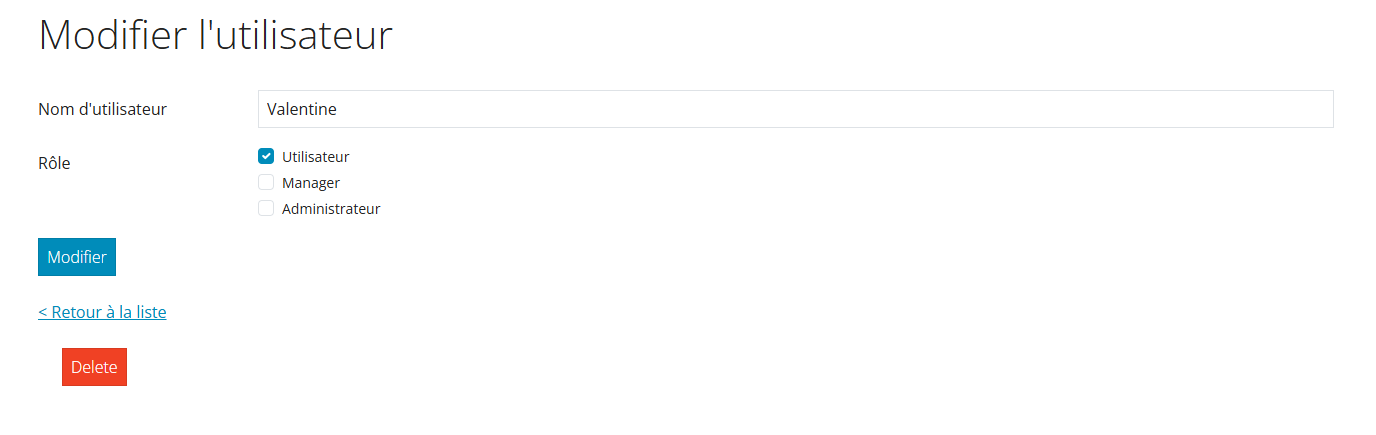 Modifier l'utilisateur
Nom d'utilisateur Valentine
Rôle Utilisateur
Manager
Administrateur
Modifier
< Retour à la liste
Delete